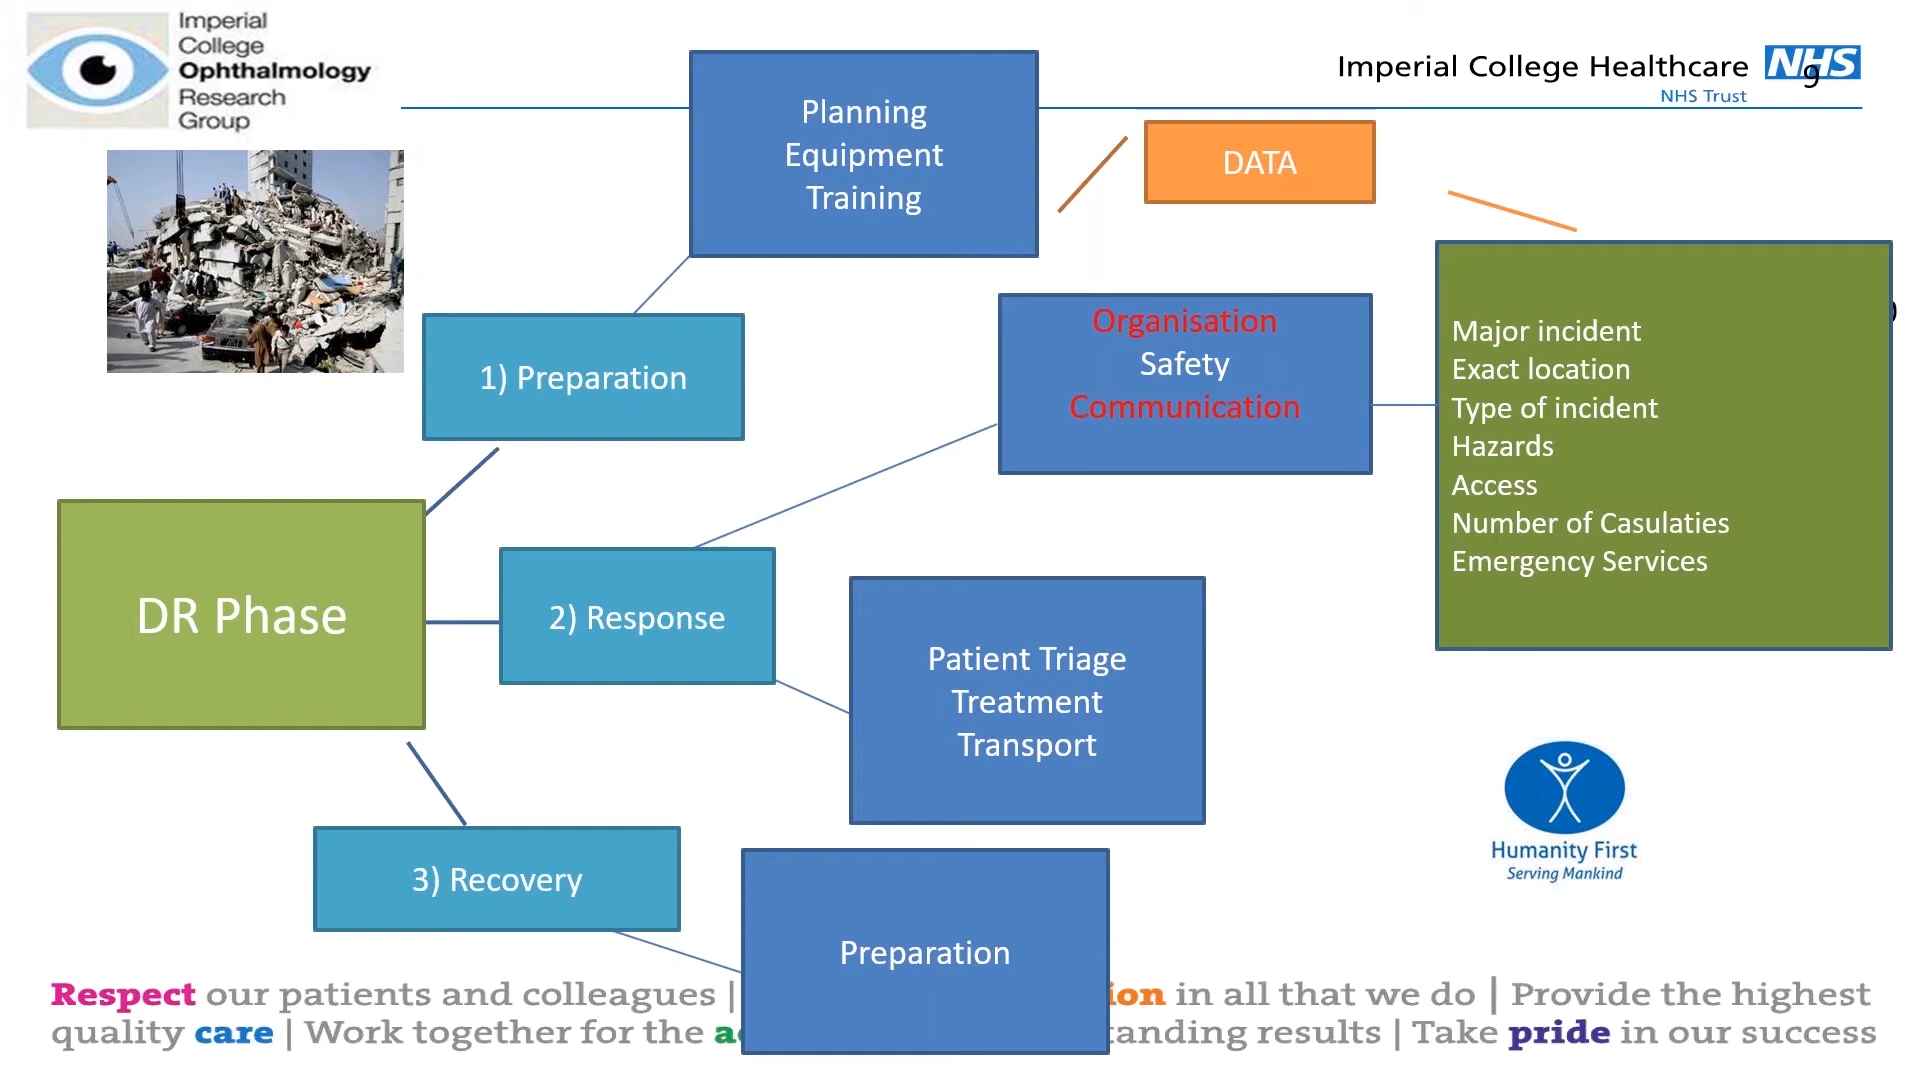 Imperial
College
Ophthalmology
Research
Group
Imperial College Healthcare NHS
9
NHS Trust
Planning
Equipment
Training
DATA
1) Preparation
Organisation
Safety
Communication
Major incident
Exact location
Type of incident
Hazards
Access
Number of Casulaties
Emergency Services
DR Phase
2) Response
Patient Triage
Treatment
Transport
3) Recovery
Preparation
Humanity First
Serving Mankind
Respect our patients and colleagues | ion in all that we do | Provide the highest
quality care | Work together for the tanding results | Take pride in our success